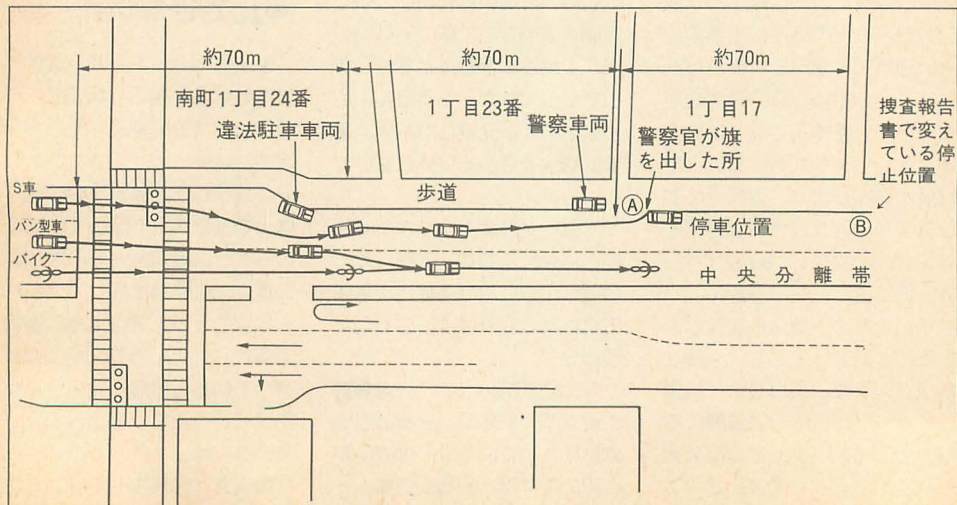 約70m
約70m
約70m
南町1丁目24番
違法駐車車両
1丁目23番
警察車両
1丁目17
警察官が旗
を出した所
捜査報告
書で変え
ている停
止位置
S車
バン型車
バイク
歩道
Ⓐ
停車位置
Ⓑ
中央分離帯